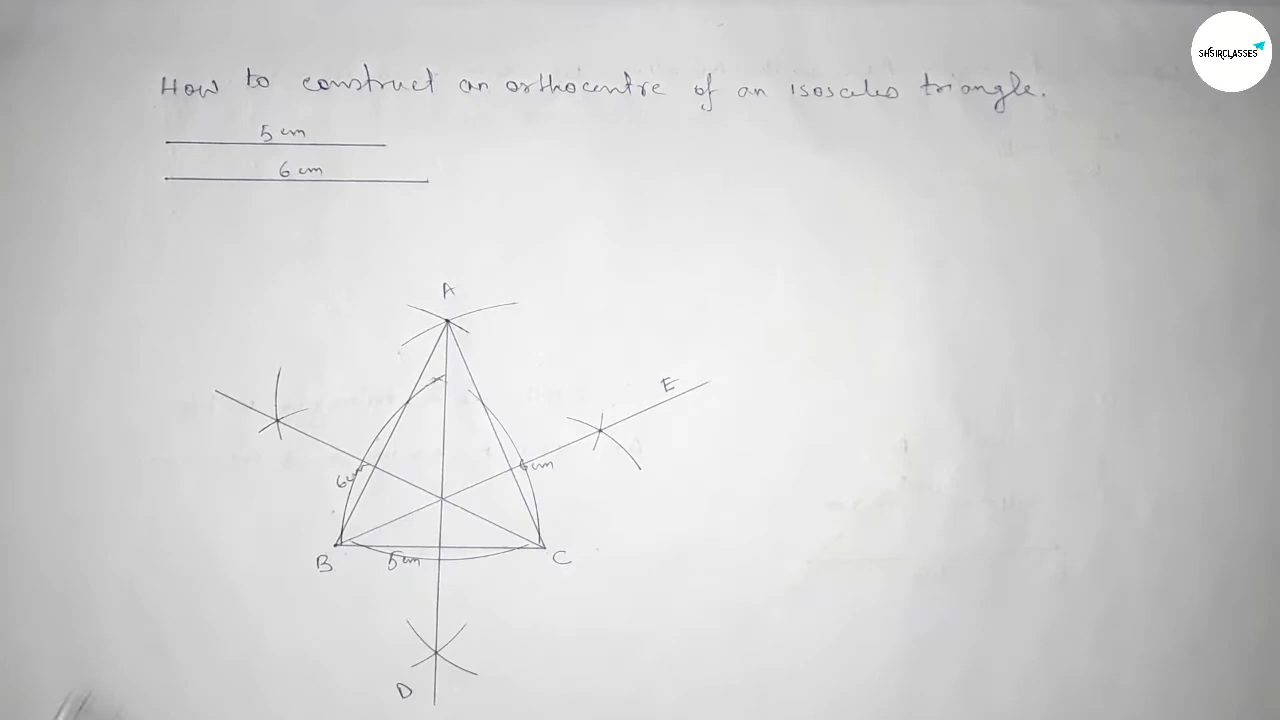 SHSIRCLASSES
How to construct an orthocentre of an isosceles triangle.
5 cm
6 cm
A
E
6cm
6cm
B
5cm
C
D